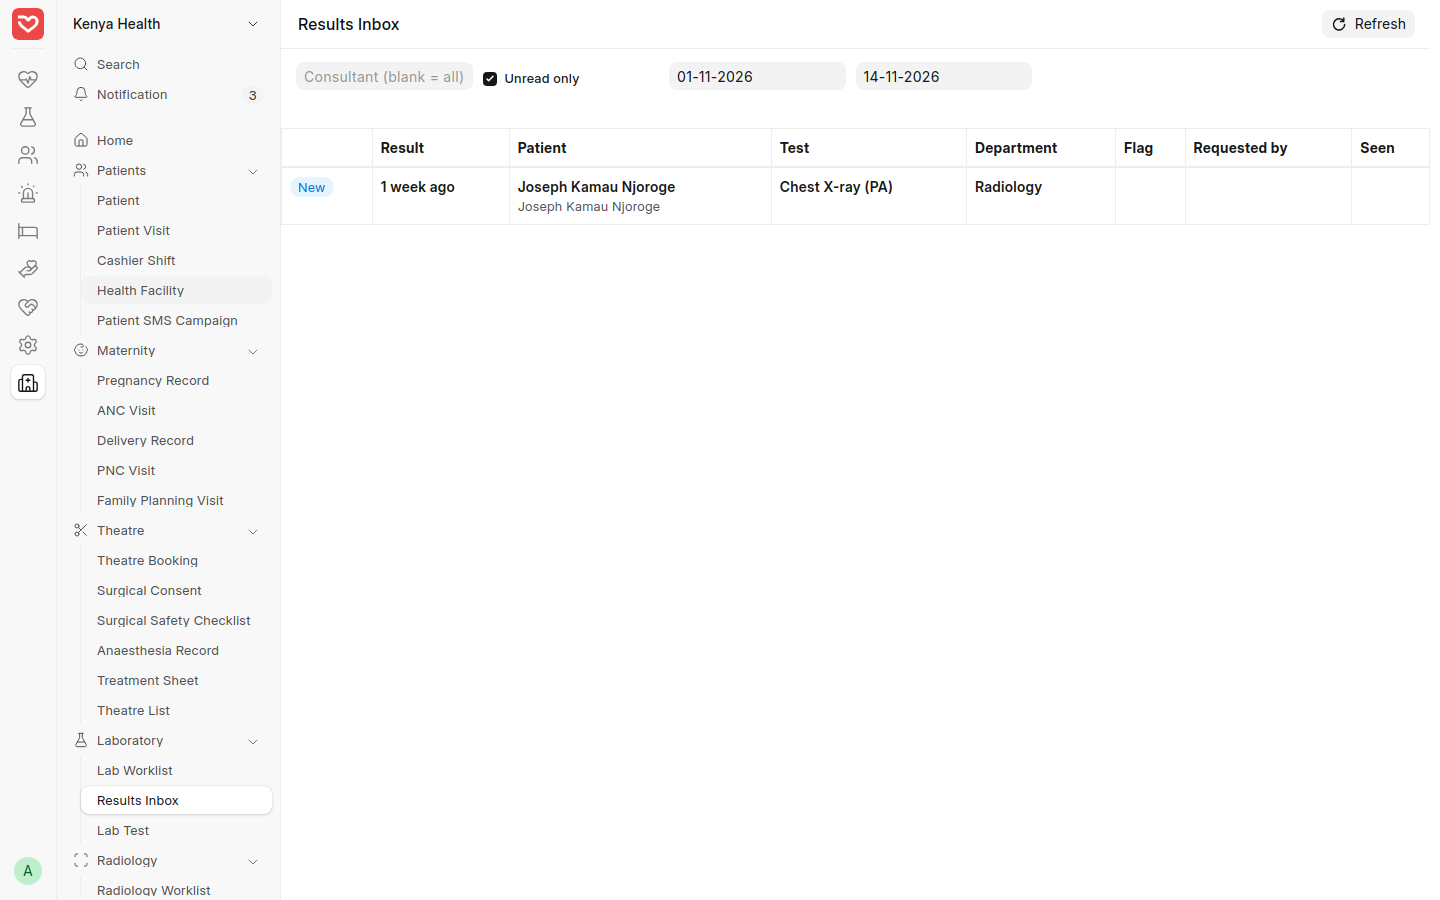 Kenya Health
Results Inbox
Refresh
Search
Notification 3
Consultant (blank = all)
Unread only
01-11-2026
14-11-2026
Home
Patients
Patient
Patient Visit
Cashier Shift
Health Facility
Patient SMS Campaign
Maternity
Pregnancy Record
ANC Visit
Delivery Record
PNC Visit
Family Planning Visit
Theatre
Theatre Booking
Surgical Consent
Surgical Safety Checklist
Anaesthesia Record
Treatment Sheet
Theatre List
Laboratory
Lab Worklist
Results Inbox
Lab Test
Radiology
Radiology Worklist
A
Result Patient Test Department Flag Requested by Seen
New 1 week ago Joseph Kamau Njoroge Chest X-ray (PA) Radiology
Joseph Kamau Njoroge